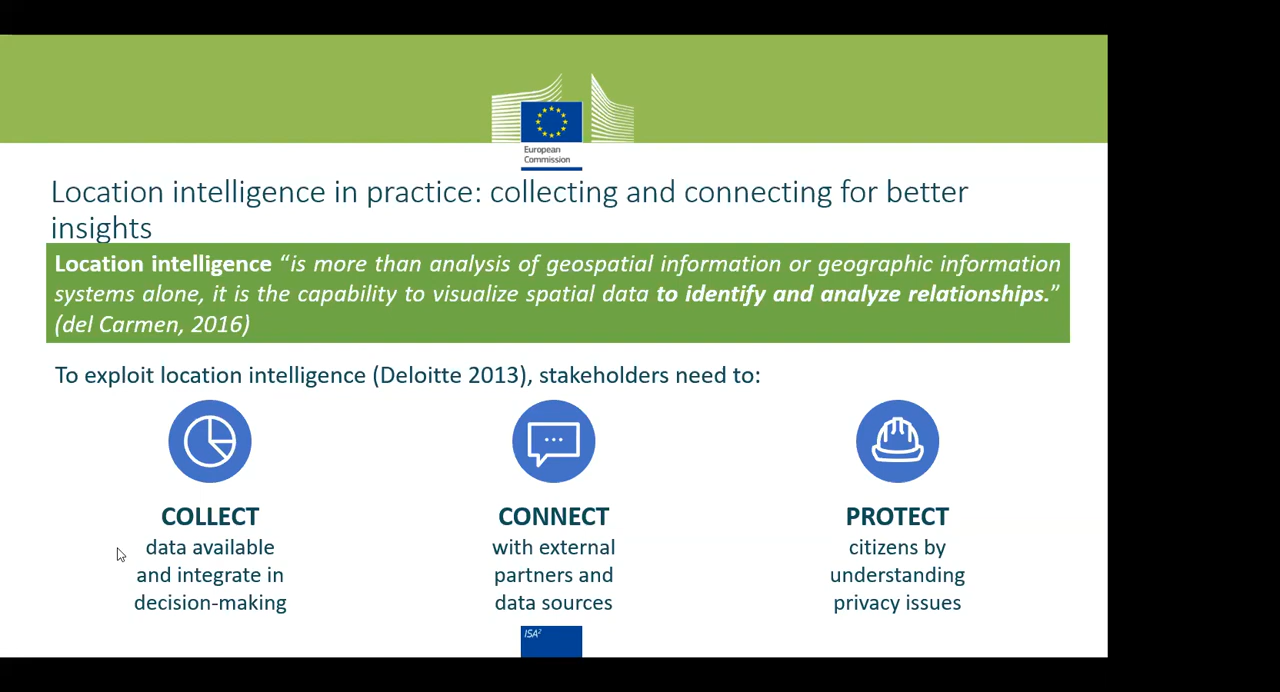 European
Commission
Location intelligence in practice: collecting and connecting for better
insights
Location intelligence “is more than analysis of geospatial information or geographic information
systems alone, it is the capability to visualize spatial data to identify and analyze relationships.”
(del Carmen, 2016)
To exploit location intelligence (Deloitte 2013), stakeholders need to:
COLLECT
data available
and integrate in
decision-making
CONNECT
with external
partners and
data sources
PROTECT
citizens by
understanding
privacy issues
ISA²